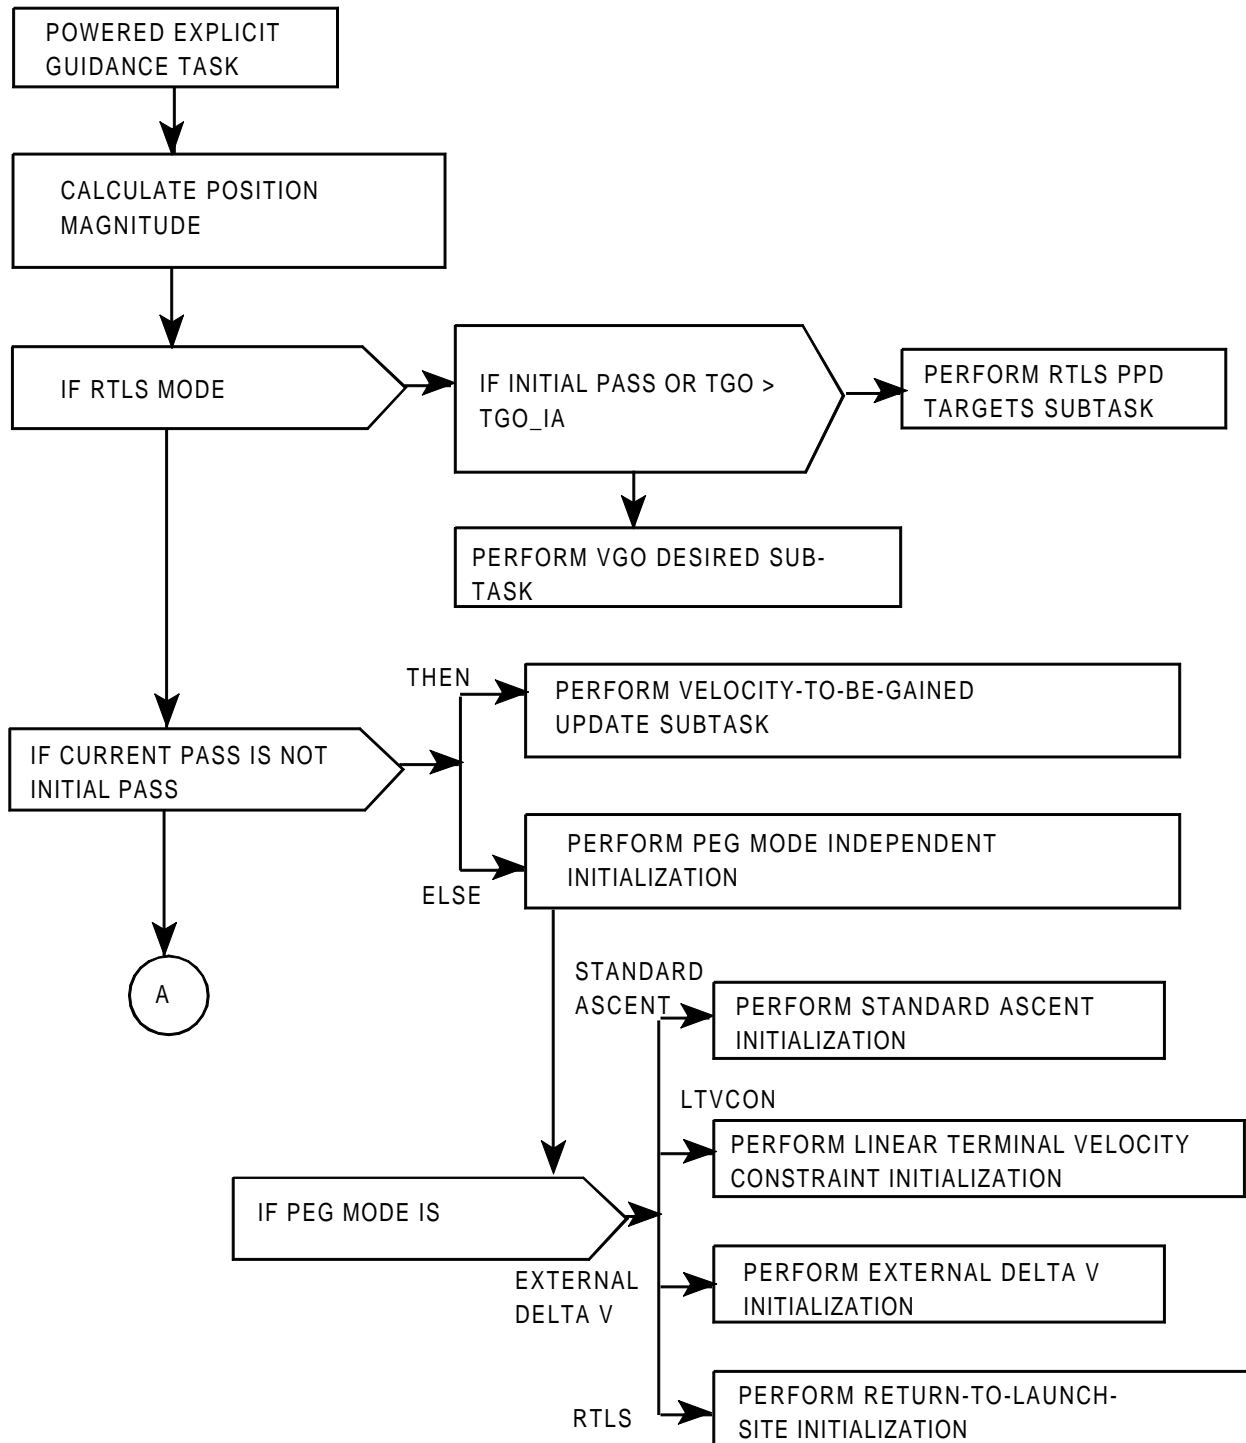 POWERED EXPLICIT
GUIDANCE TASK
CALCULATE POSITION
MAGNITUDE
IF RTLS MODE
IF INITIAL PASS OR TGO >
TGO_IA
PERFORM RTLS PPD
TARGETS SUBTASK
PERFORM VGO DESIRED SUB-
TASK
IF CURRENT PASS IS NOT
INITIAL PASS
THEN
PERFORM VELOCITY-TO-BE-GAINED
UPDATE SUBTASK
ELSE
PERFORM PEG MODE INDEPENDENT
INITIALIZATION
A
IF PEG MODE IS
STANDARD
ASCENT
PERFORM STANDARD ASCENT
INITIALIZATION
LTVCON
PERFORM LINEAR TERMINAL VELOCITY
CONSTRAINT INITIALIZATION
EXTERNAL
DELTA V
PERFORM EXTERNAL DELTA V
INITIALIZATION
RTLS
PERFORM RETURN-TO-LAUNCH-
SITE INITIALIZATION